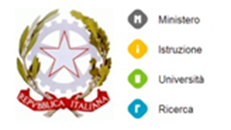 REPVBBLICA ITALIANA
M Ministero
i Istruzione
U Università
r Ricerca